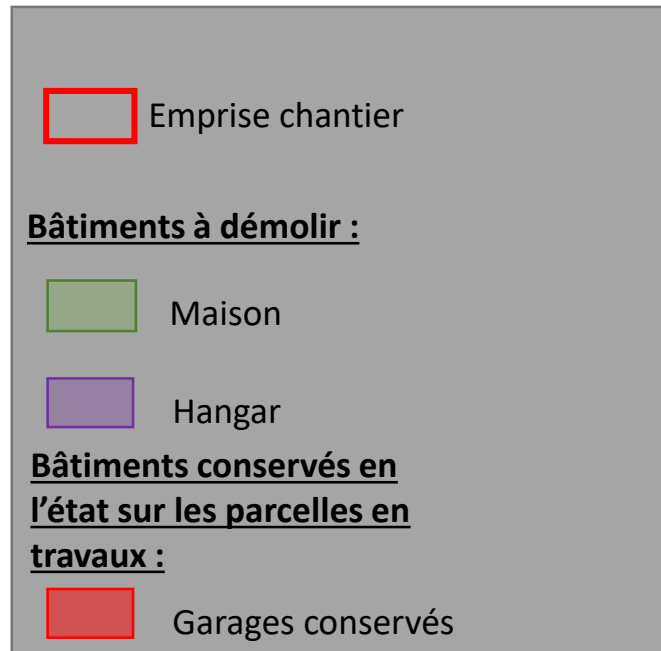 Emprise chantier
Bâtiments à démolir :
Maison
Hangar
Bâtiments conservés en
l’état sur les parcelles en
travaux :
Garages conservés